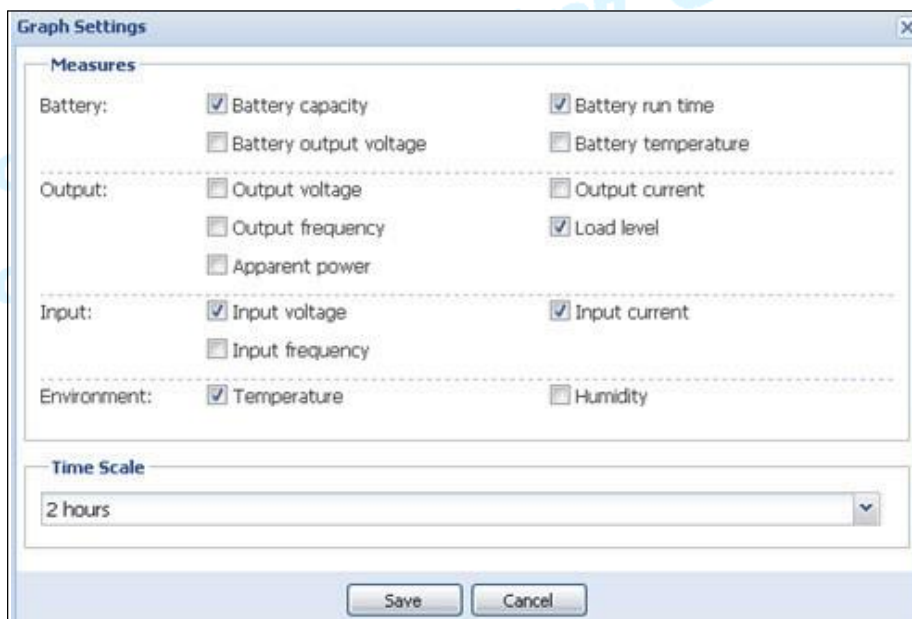 Graph Settings
Measures
Battery: Battery capacity Battery run time
Battery output voltage Battery temperature
Output: Output voltage Output current
Output frequency Load level
Apparent power
Input: Input voltage Input current
Input frequency
Environment: Temperature Humidity
Time Scale
2 hours
Save Cancel